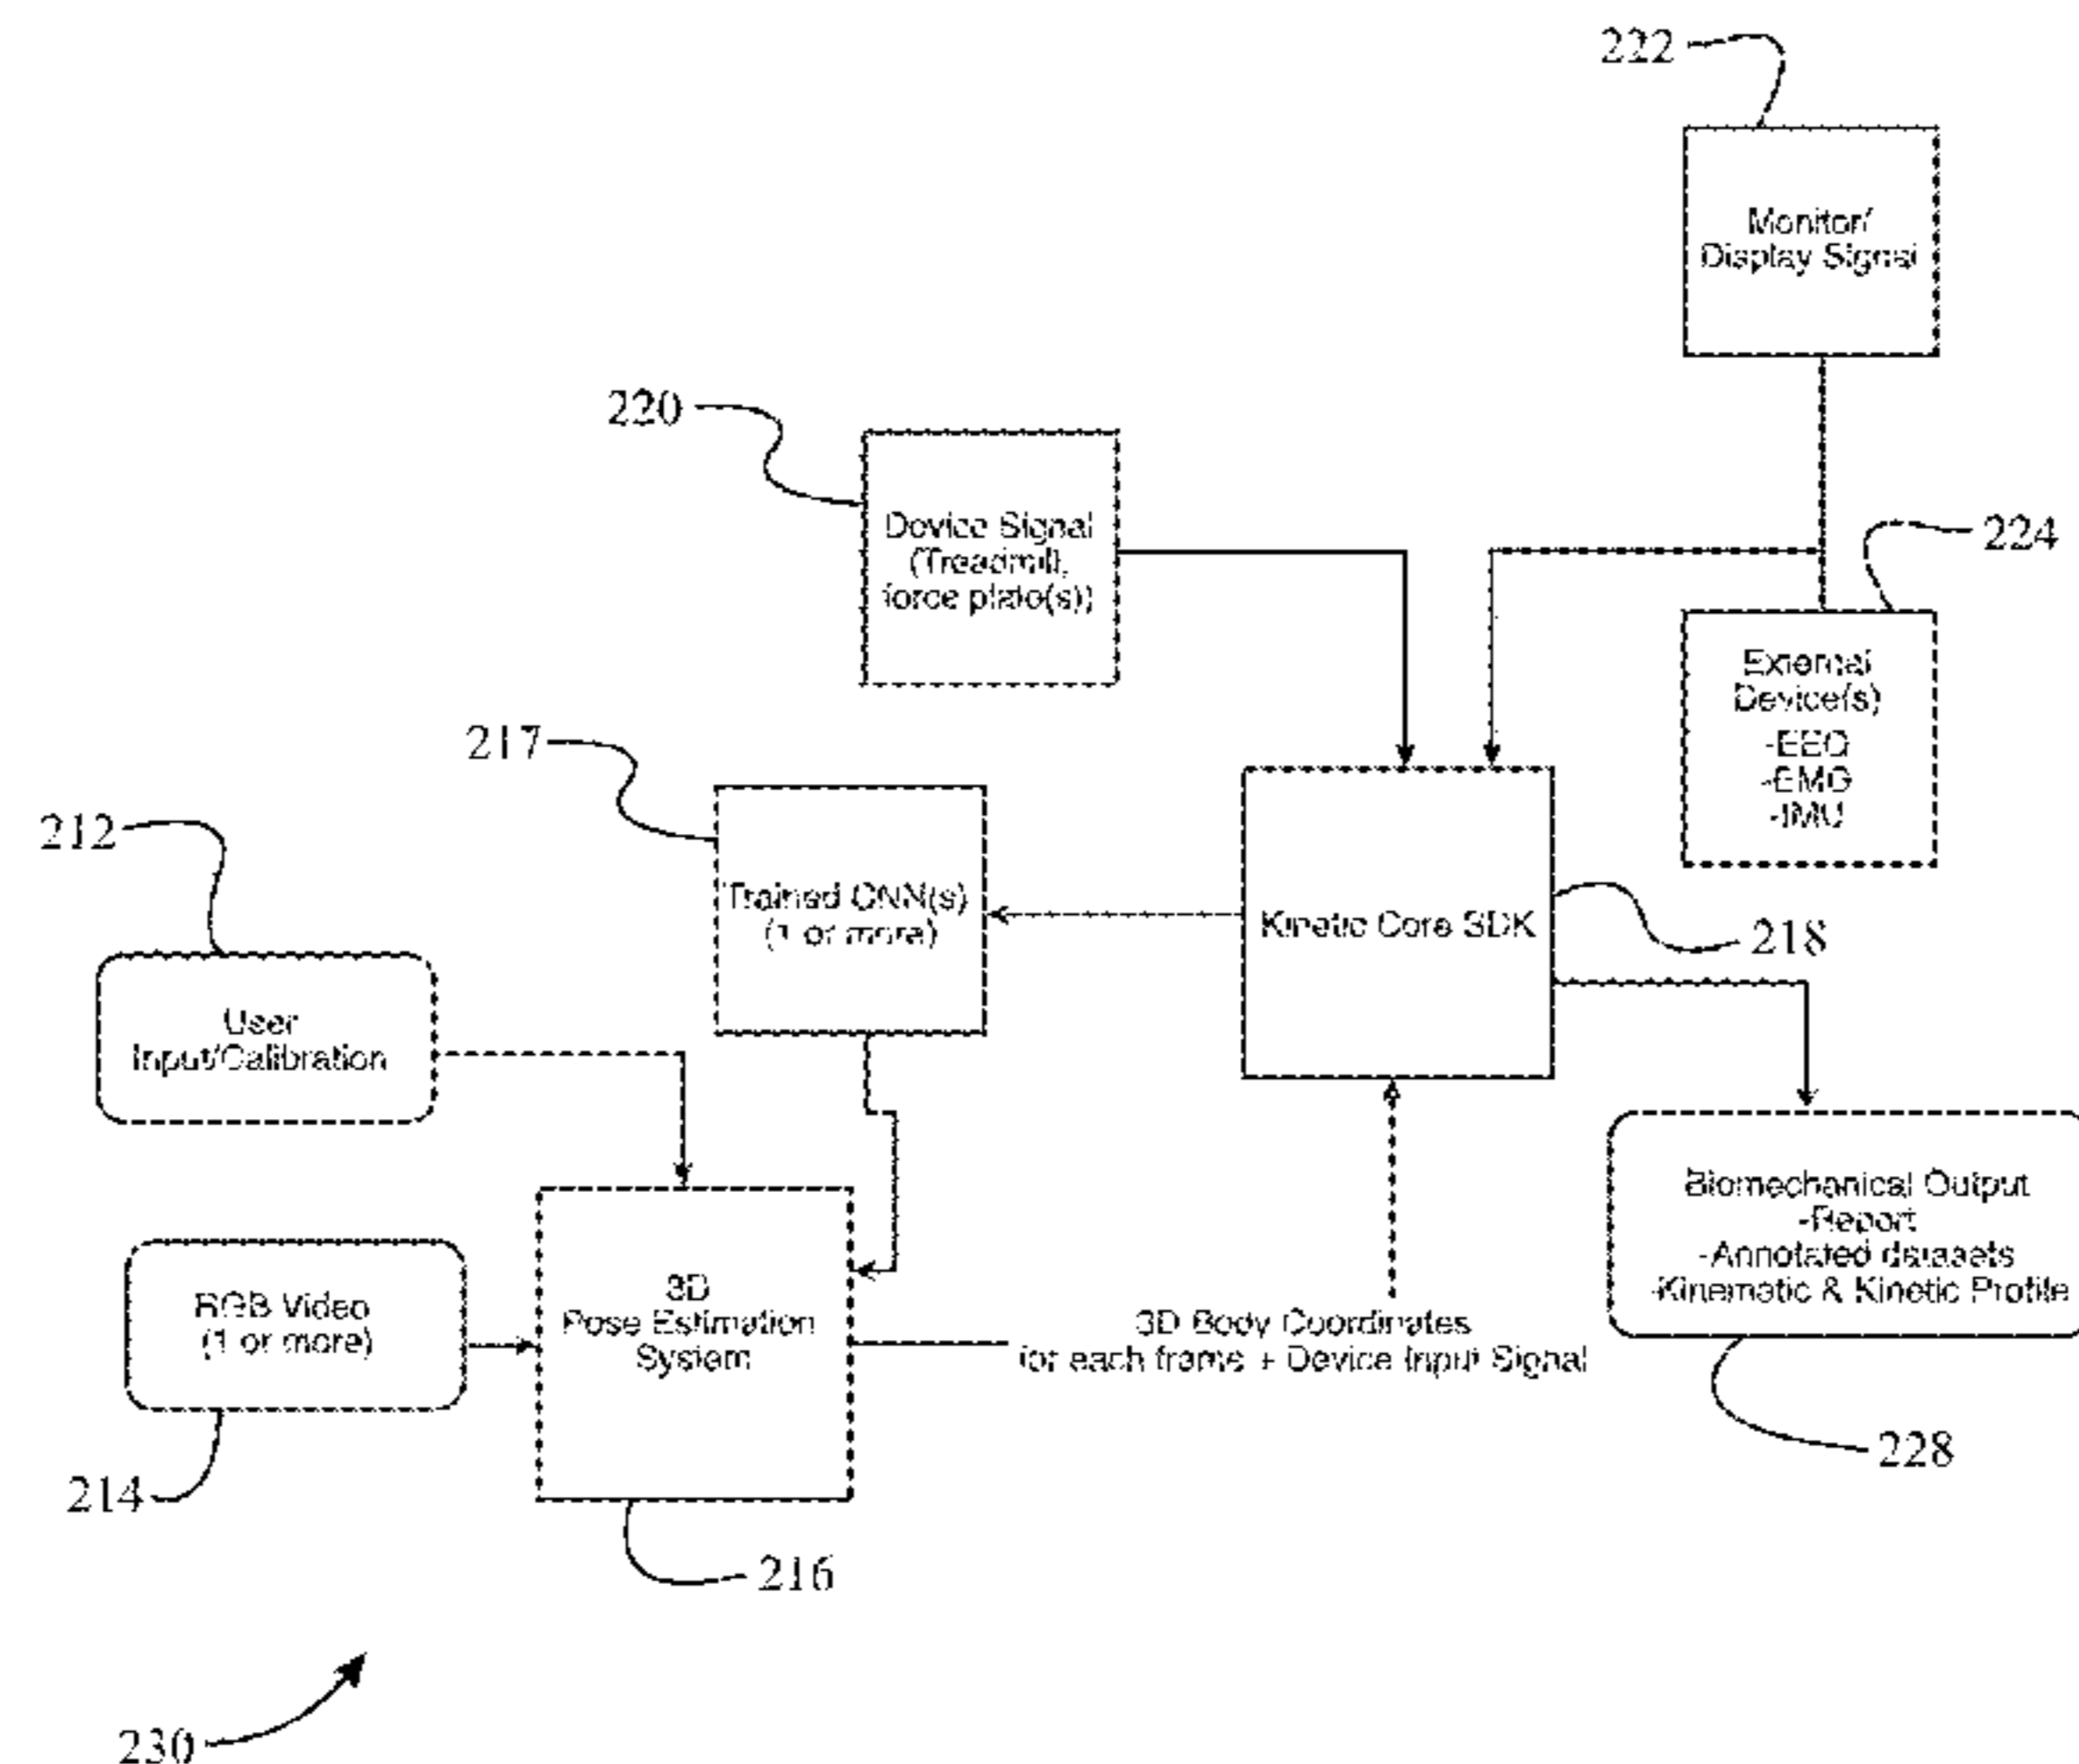 222
Monitor/
Display Signal
220
Device Signal
(Treadmill,
force plate(s))
224
External
Device(s)
-EEG
-EMG
-IMU
217
Trained CNN(s)
(1 or more)
Kinetic Core SDK
218
212
User
Input/Calibration
RGB Video
(1 or more)
214
3D
Pose Estimation
System
216
3D Body Coordinates
for each frame + Device Input Signal
Biomechanical Output
-Report
-Annotated datasets
-Kinematic & Kinetic Profile
228
230